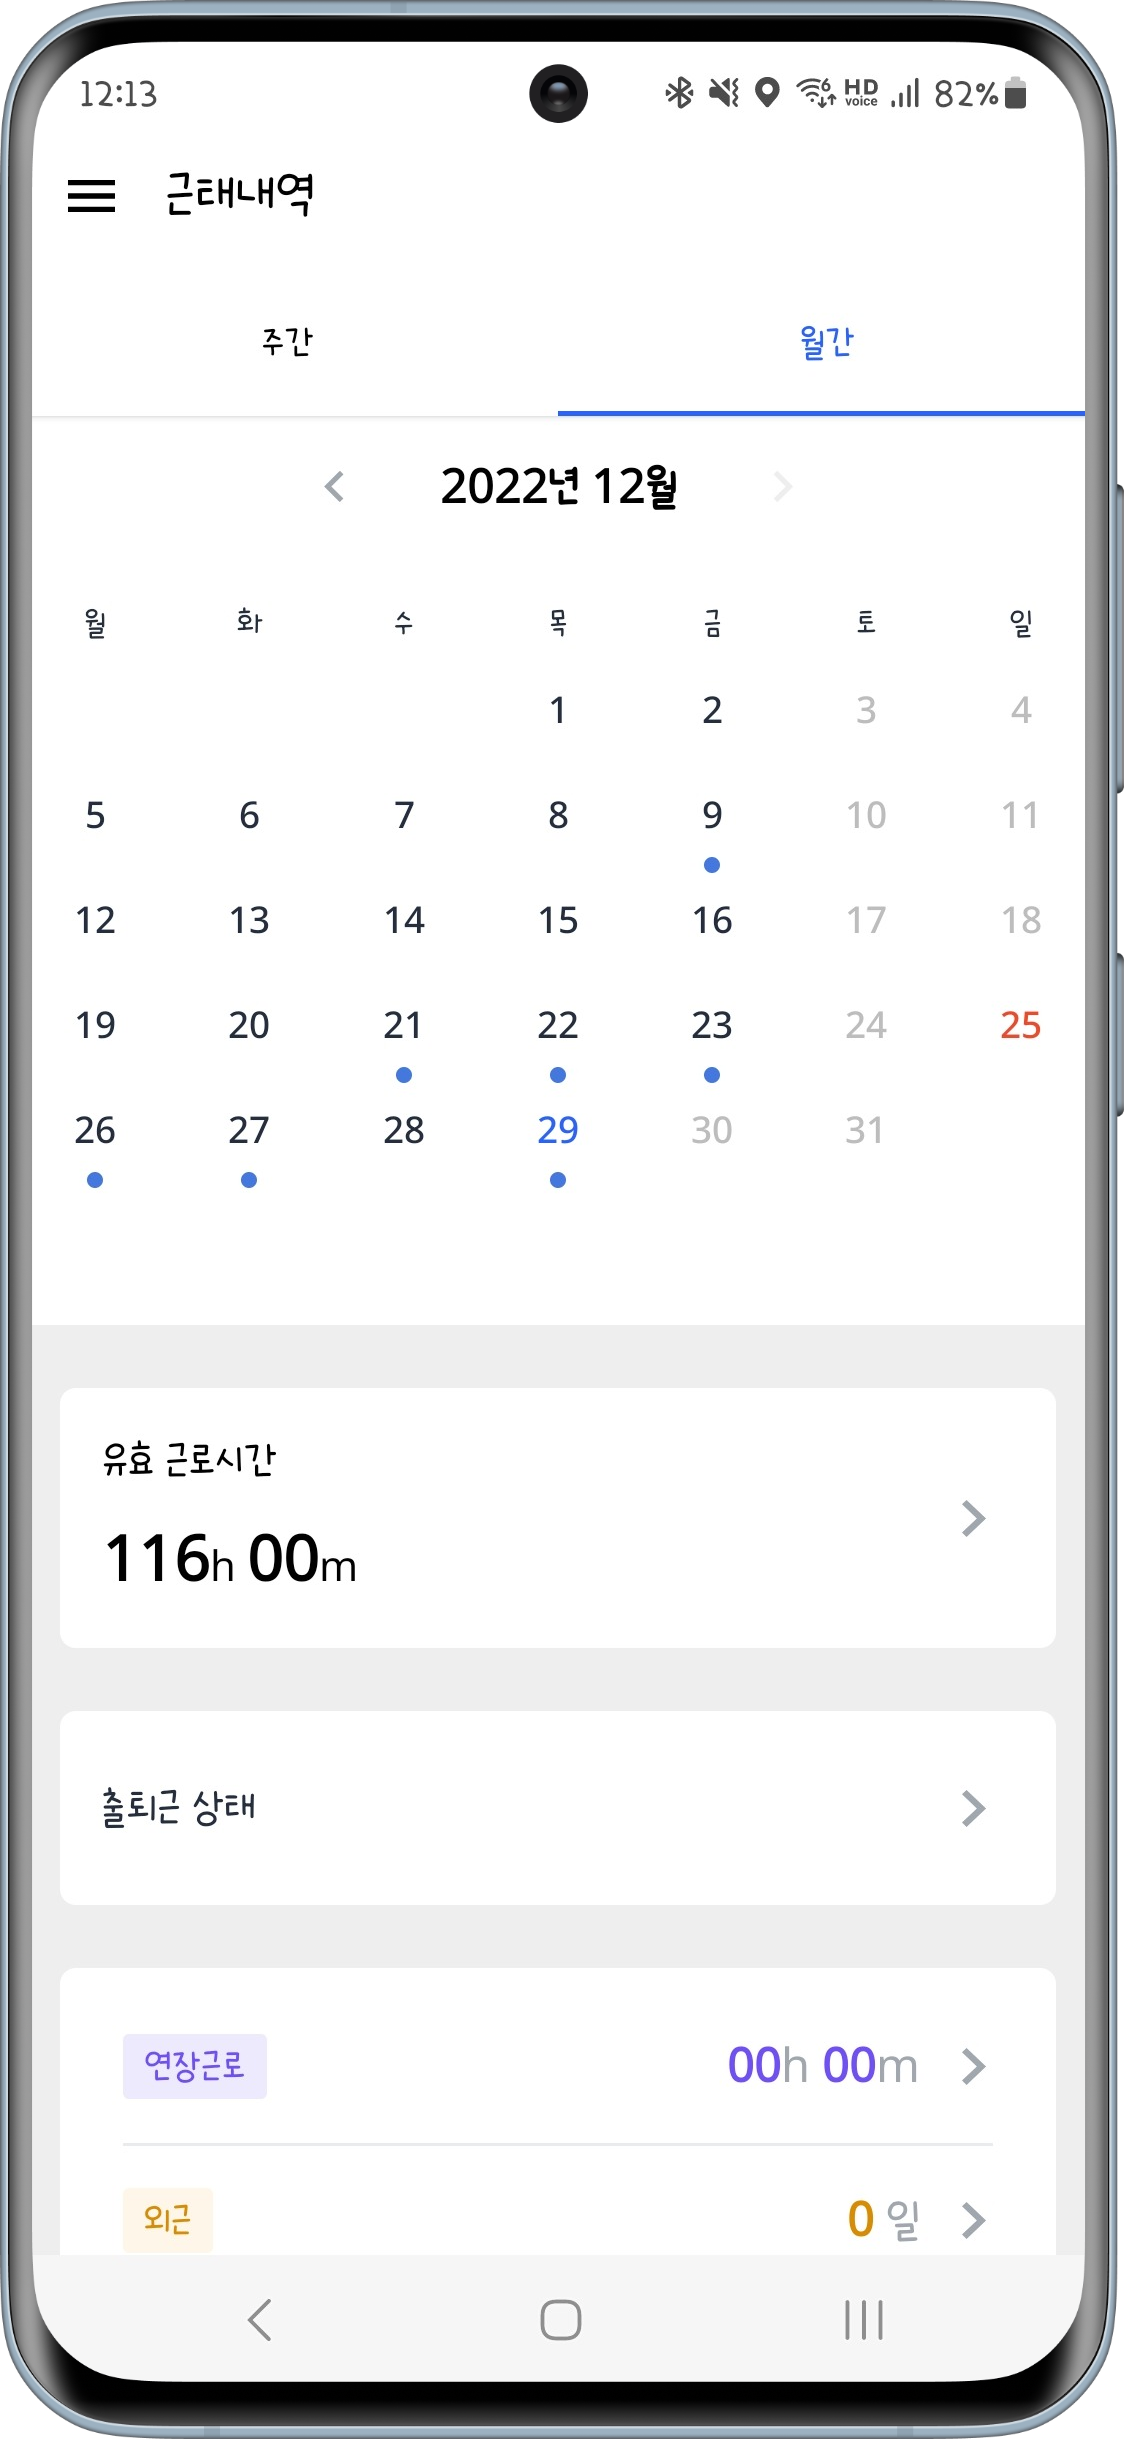 12:13 6 HD voice 82%
근태내역
주간 월간
2022년 12월
월 화 수 목 금 토 일
1 2 3 4
5 6 7 8 9 10 11
12 13 14 15 16 17 18
19 20 21 22 23 24 25
26 27 28 29 30 31
유효 근로시간
116h 00m
출퇴근 상태
연장근로 00h 00m
외근 0 일